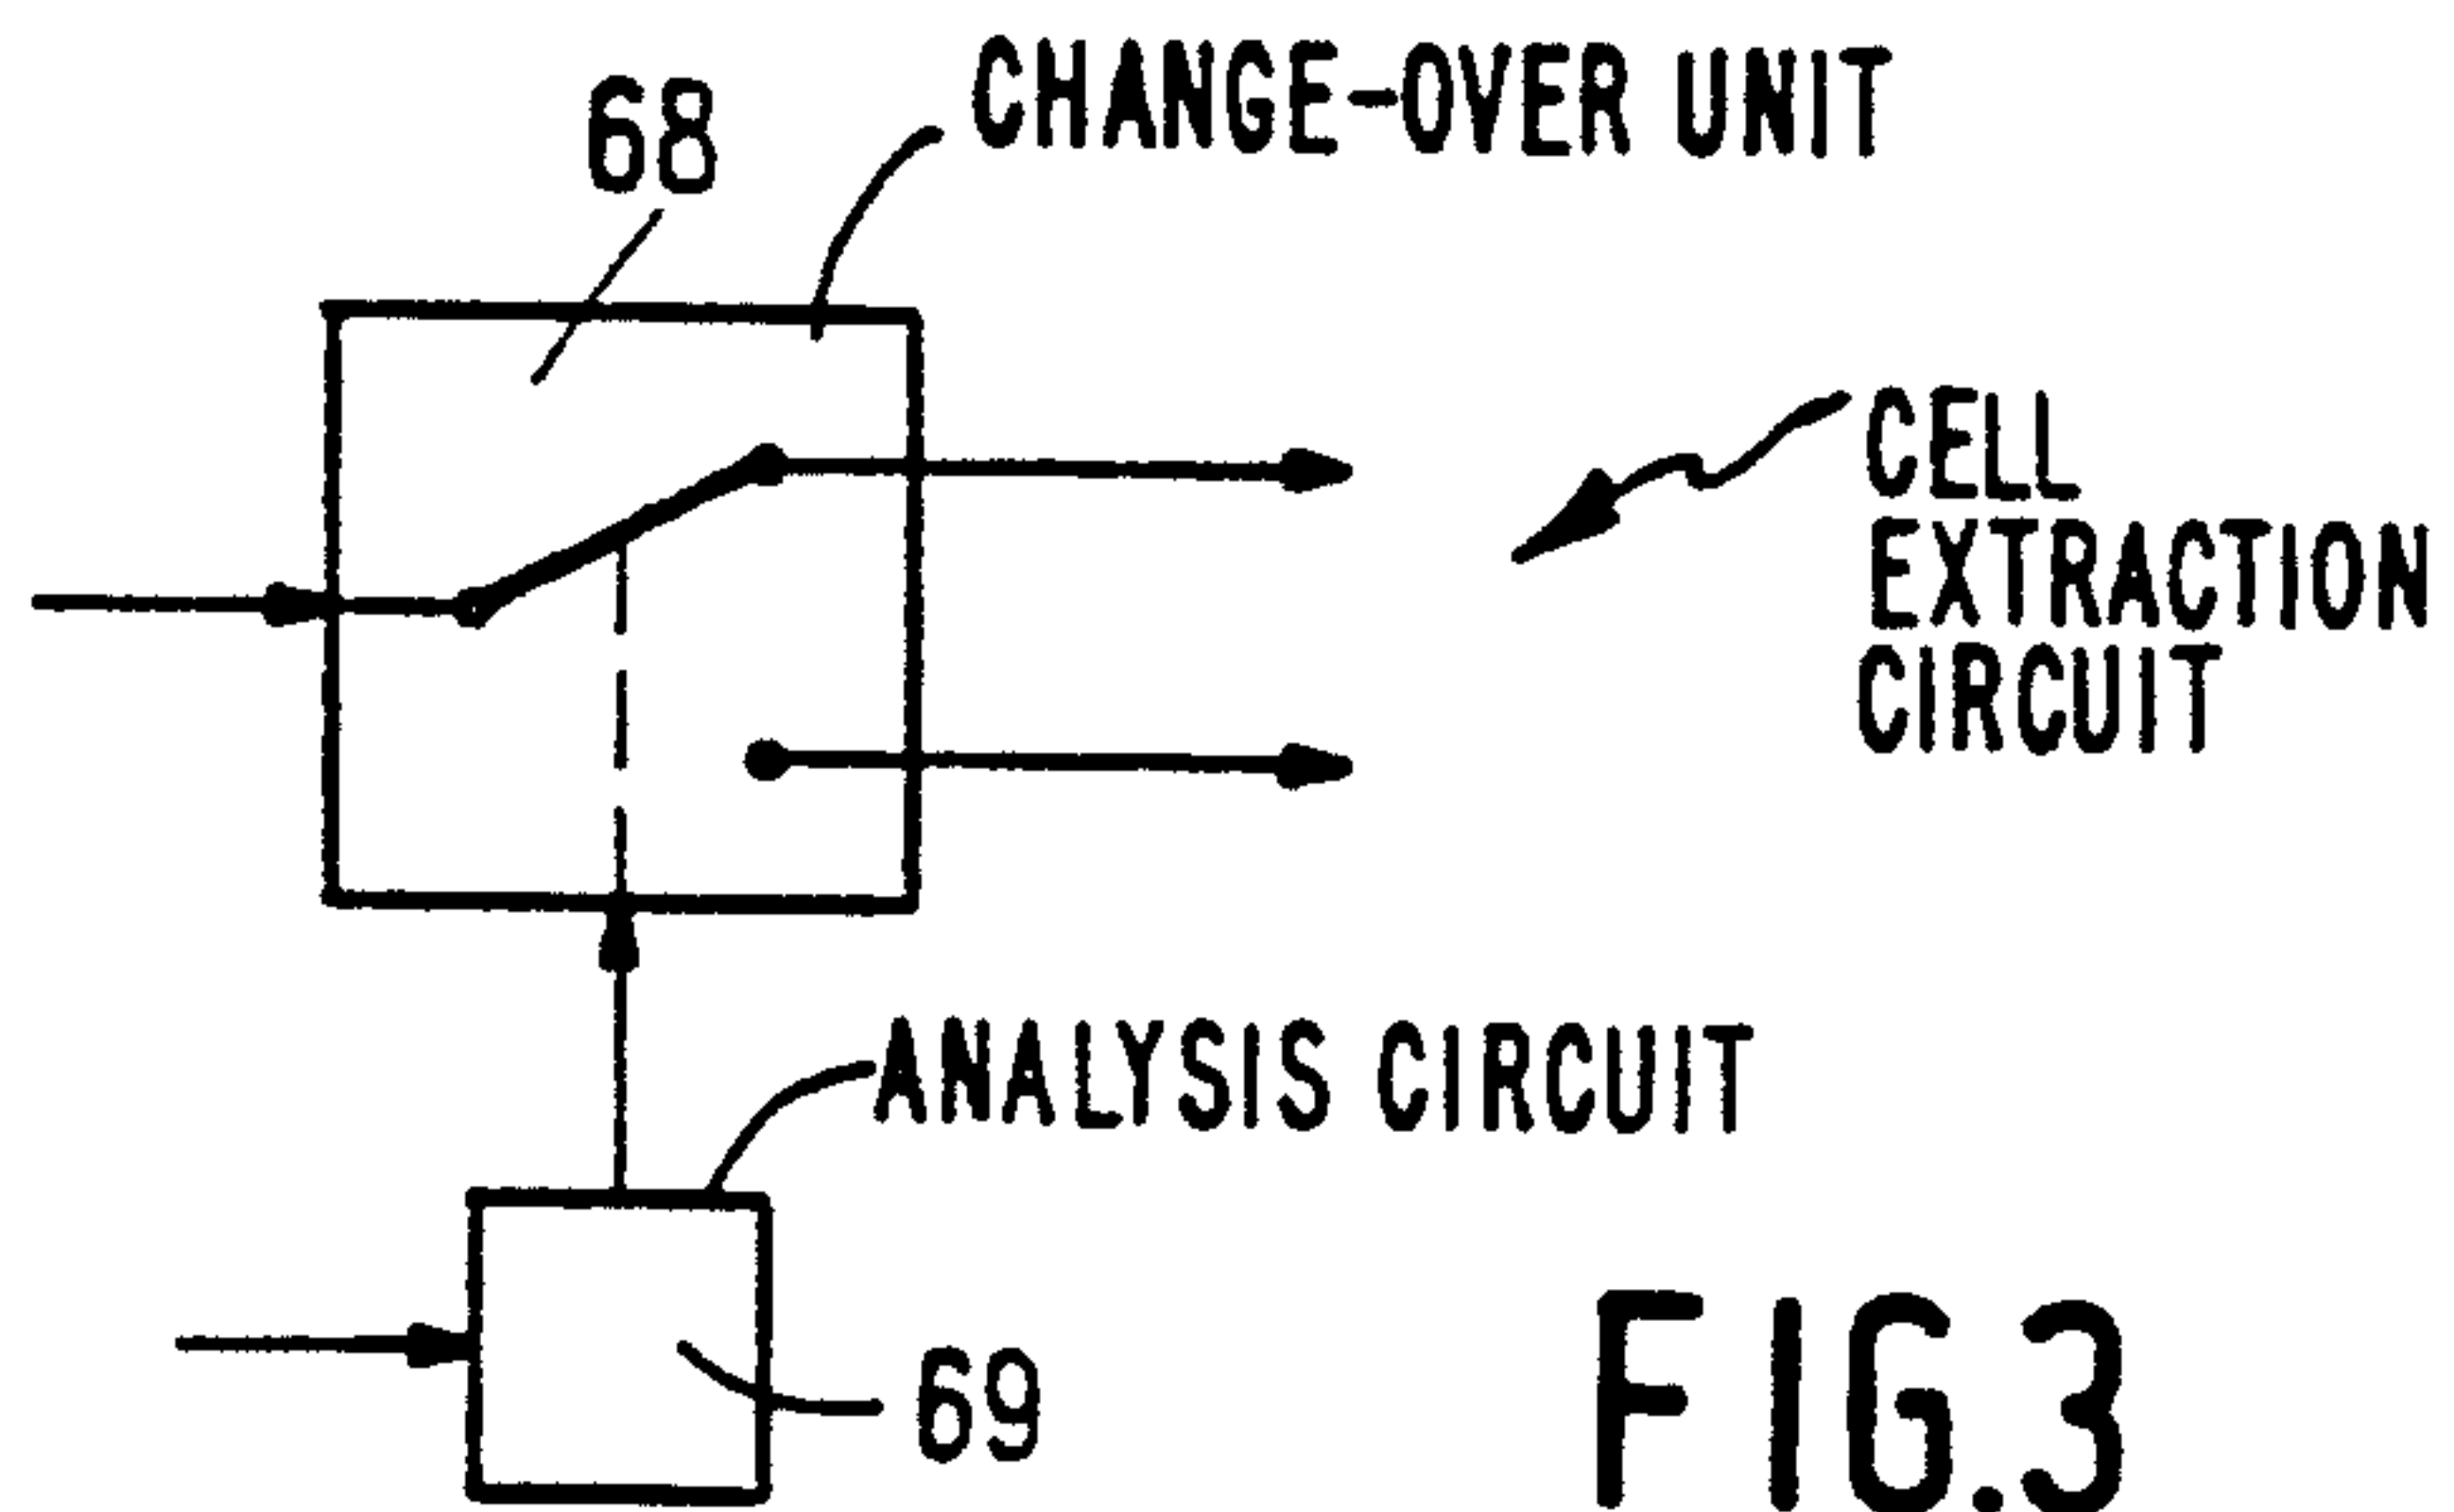 68
CHANGE-OVER UNIT
CELL
EXTRACTION
CIRCUIT
ANALYSIS CIRCUIT
69
FIG.3